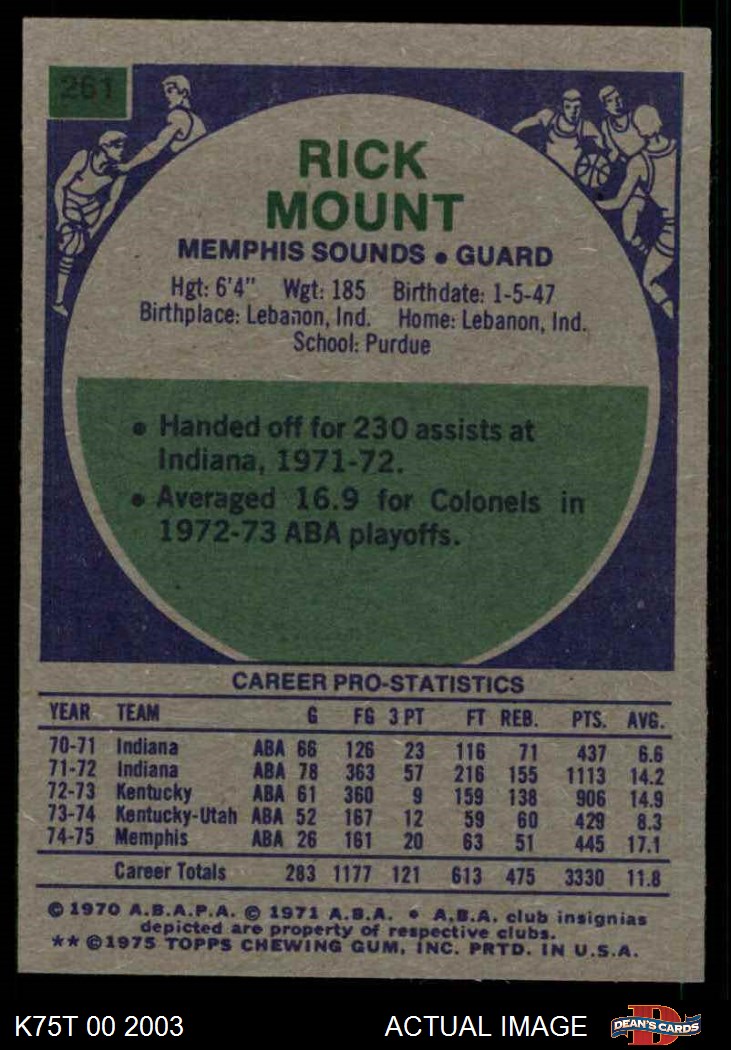 261
RICK
MOUNT
MEMPHIS SOUNDS • GUARD
Hgt: 6'4" Wgt: 185 Birthdate: 1-5-47
Birthplace: Lebanon, Ind. Home: Lebanon, Ind.
School: Purdue
• Handed off for 230 assists at
Indiana, 1971-72.
• Averaged 16.9 for Colonels in
1972-73 ABA playoffs.
CAREER PRO-STATISTICS
YEAR TEAM G FG 3 PT FT REB. PTS. AVG.
70-71 Indiana ABA 66 126 23 116 71 437 6.6
71-72 Indiana ABA 78 363 57 216 155 1113 14.2
72-73 Kentucky ABA 61 360 9 159 138 906 14.9
73-74 Kentucky-Utah ABA 52 167 12 59 60 429 8.3
74-75 Memphis ABA 26 161 20 63 51 445 17.1
Career Totals 283 1177 121 613 475 3330 11.8
© 1970 A.B.A.P.A. © 1971 A.B.A. • A.B.A. club insignias
depicted are property of respective clubs.
** ©1975 TOPPS CHEWING GUM, INC. PRTD. IN U.S.A.
K75T 00 2003 ACTUAL IMAGE DEAN'S CARDS